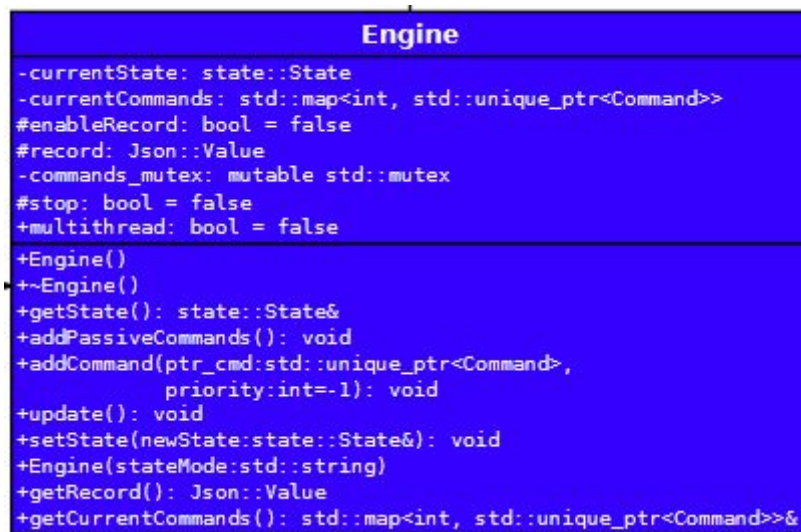 Engine
-currentState: state::State
-currentCommands: std::map<int, std::unique_ptr<Command>>
#enableRecord: bool = false
#record: Json::Value
-commands_mutex: mutable std::mutex
#stop: bool = false
+multithread: bool = false
+Engine()
+~Engine()
+getState(): state::State&
+addPassiveCommands(): void
+addCommand(ptr_cmd:std::unique_ptr<Command>,
priority:int=-1): void
+update(): void
+setState(newState:state::State&): void
+Engine(stateMode:std::string)
+getRecord(): Json::Value
+getCurrentCommands(): std::map<int, std::unique_ptr<Command>>&